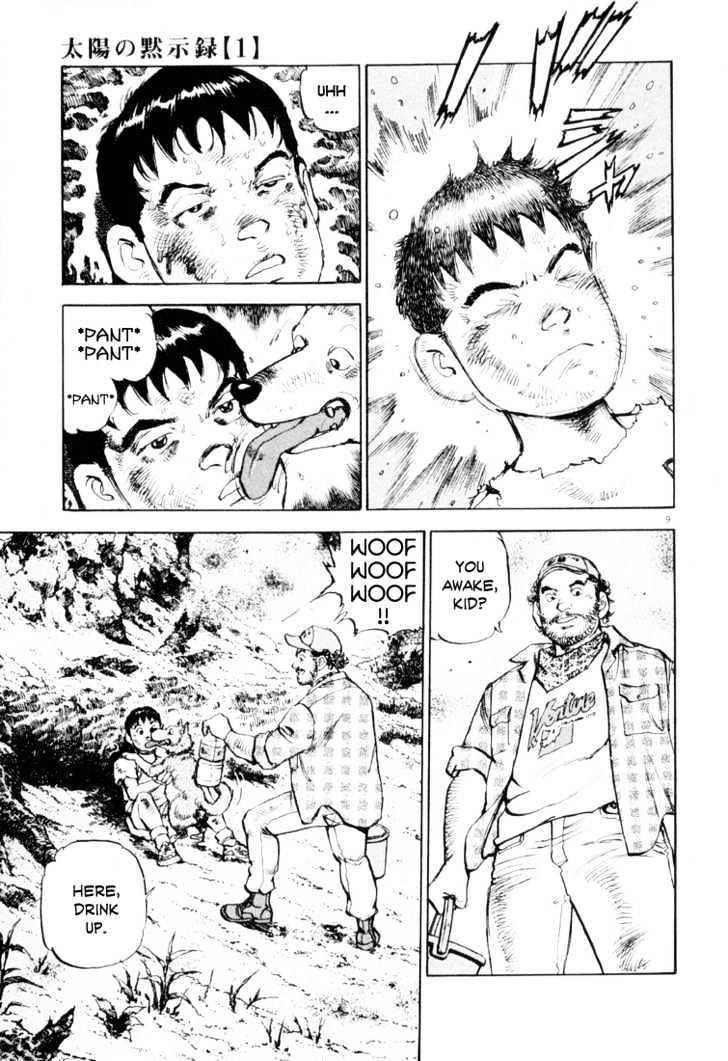 太陽の黙示録【1】
UHH
...
*PANT*
*PANT*
*PANT*
9
YOU
AWAKE,
KID?
WOOF
WOOF
WOOF
!!
HERE,
DRINK
UP.